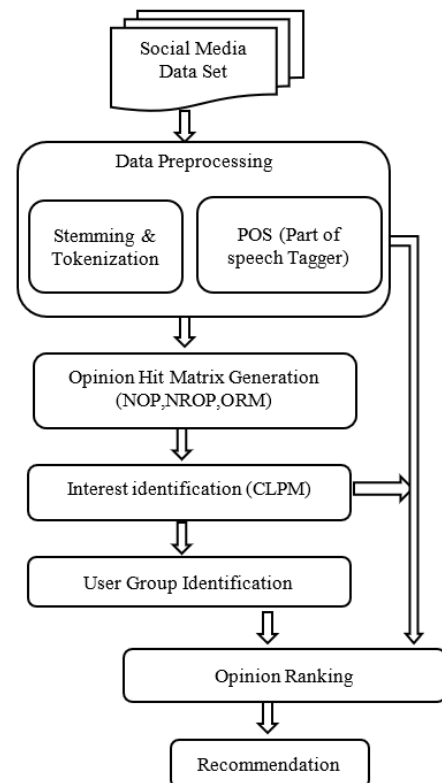 Social Media
Data Set
Data Preprocessing
Stemming &
Tokenization
POS (Part of
speech Tagger)
Opinion Hit Matrix Generation
(NOP,NROP,ORM)
Interest identification (CLPM)
User Group Identification
Opinion Ranking
Recommendation